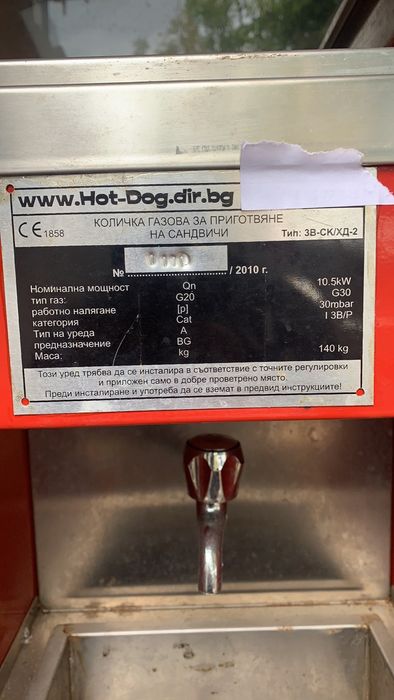 www.Hot-Dog.dir.bg
CE 1858 КОЛИЧКА ГАЗОВА ЗА ПРИГОТВЯНЕ
НА САНДВИЧИ Тип: 3В-СК/ХД-2
№ / 2010 г.
Номинална мощност Qn 10.5kW
тип газ: G20 G30
работно налягане [p] 30mbar
категория Cat I 3B/P
Тип на уреда A
предназначение BG
Маса: kg 140 kg
Този уред трябва да се инсталира в съответствие с точните регулировки
и приложен само в добре проветрено място.
Преди инсталиране и употреба да се вземат в предвид инструкциите!